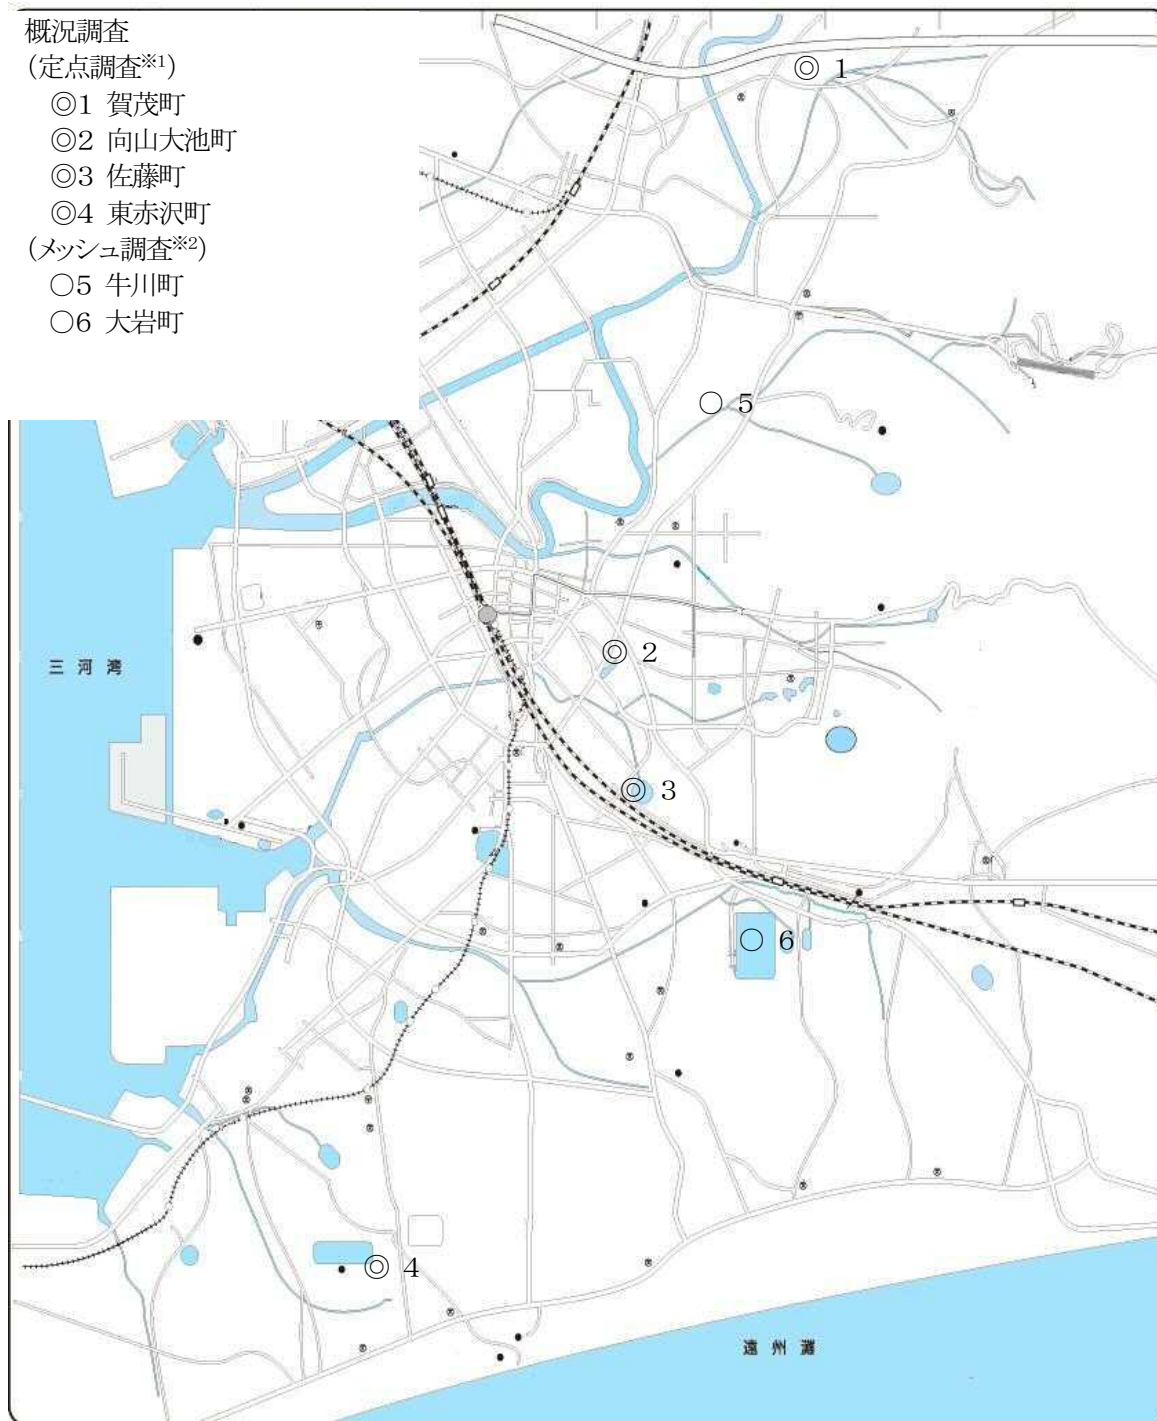 概況調査
(定点調査※1)
◎1 賀茂町
◎2 向山大池町
◎3 佐藤町
◎4 東赤沢町
(メッシュ調査※2)
○5 牛川町
○6 大岩町
◎ 1
○ 5
◎ 2
三河湾
◎ 3
○ 6
◎ 4
遠州灘